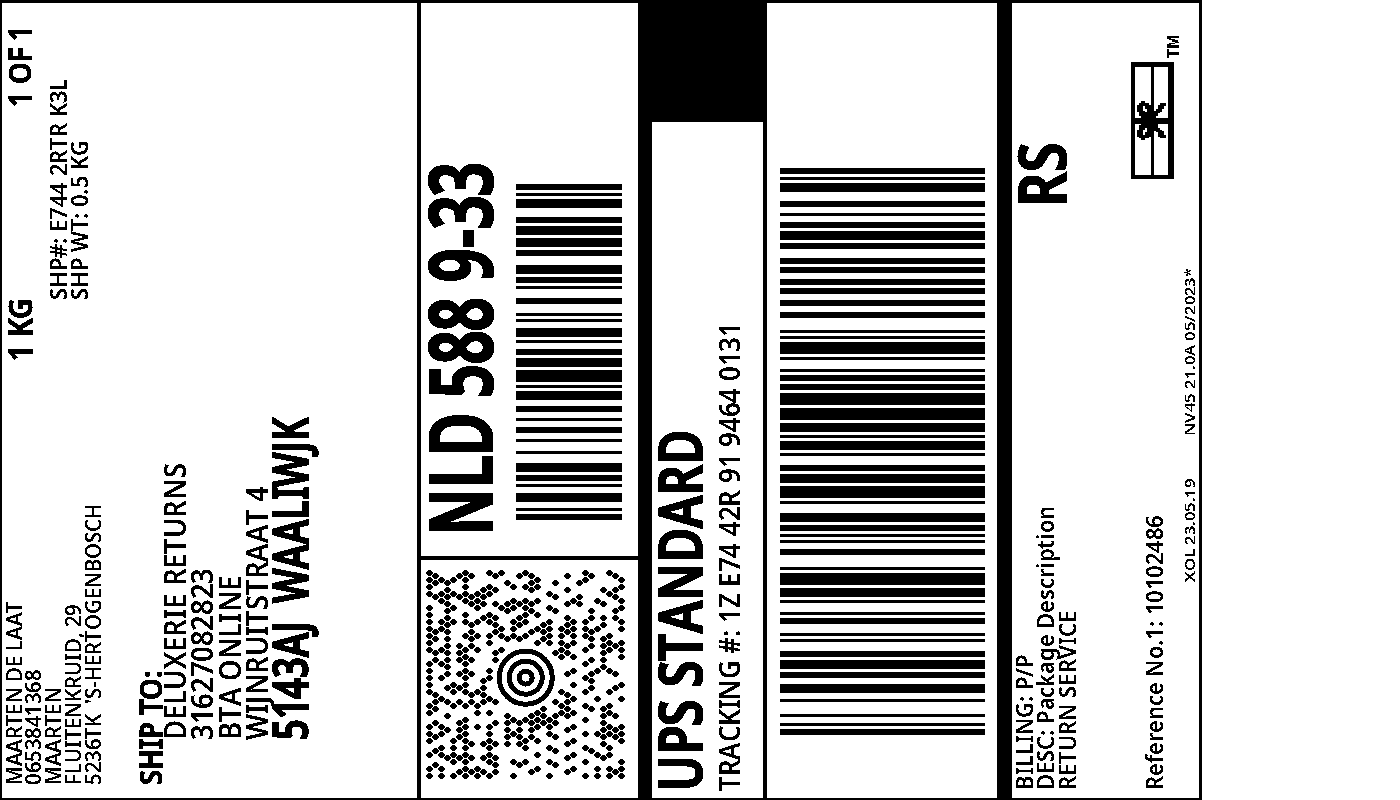 MAARTEN DE LAAT
0653841368
MAARTEN
FLUITENKRUID, 29
5236TK 'S-HERTOGENBOSCH
1 KG
1 OF 1
SHP#: E744 2RTR K3L
SHP WT: 0.5 KG
SHIP TO:
DELUXERIE RETURNS
31627082823
BTA ONLINE
WIJNRUITSTRAAT 4
5143AJ WAALIWJK
NLD 588 9-33
UPS STANDARD
TRACKING #: 1Z E74 42R 91 9464 0131
BILLING: P/P
DESC: Package Description
RETURN SERVICE
RS
Reference No.1: 10102486
XOL 23.05.19
NV45 21.0A 05/2023*
TM